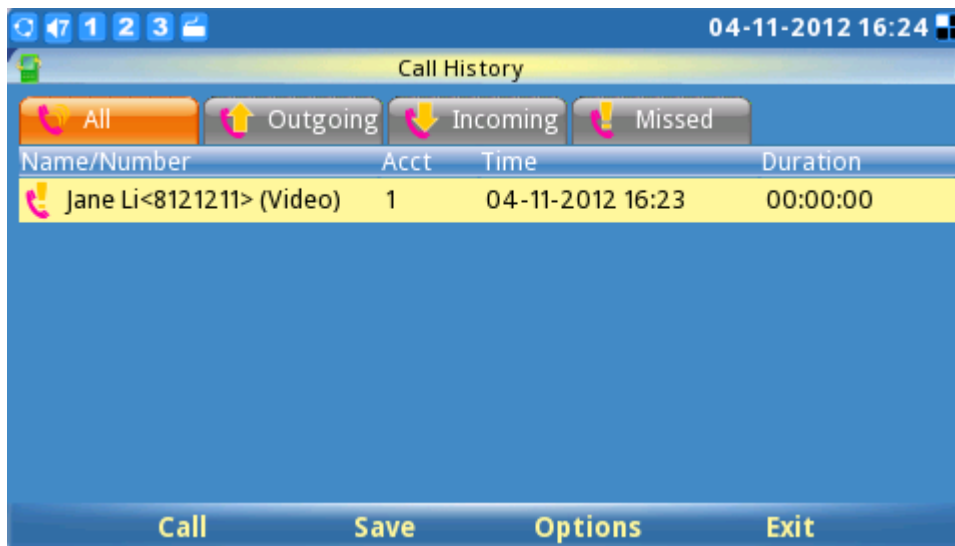 7 1 2 3 04-11-2012 16:24
Call History
All Outgoing Incoming Missed
Name/Number Acct Time Duration
Jane Li<8121211> (Video) 1 04-11-2012 16:23 00:00:00
Call Save Options Exit